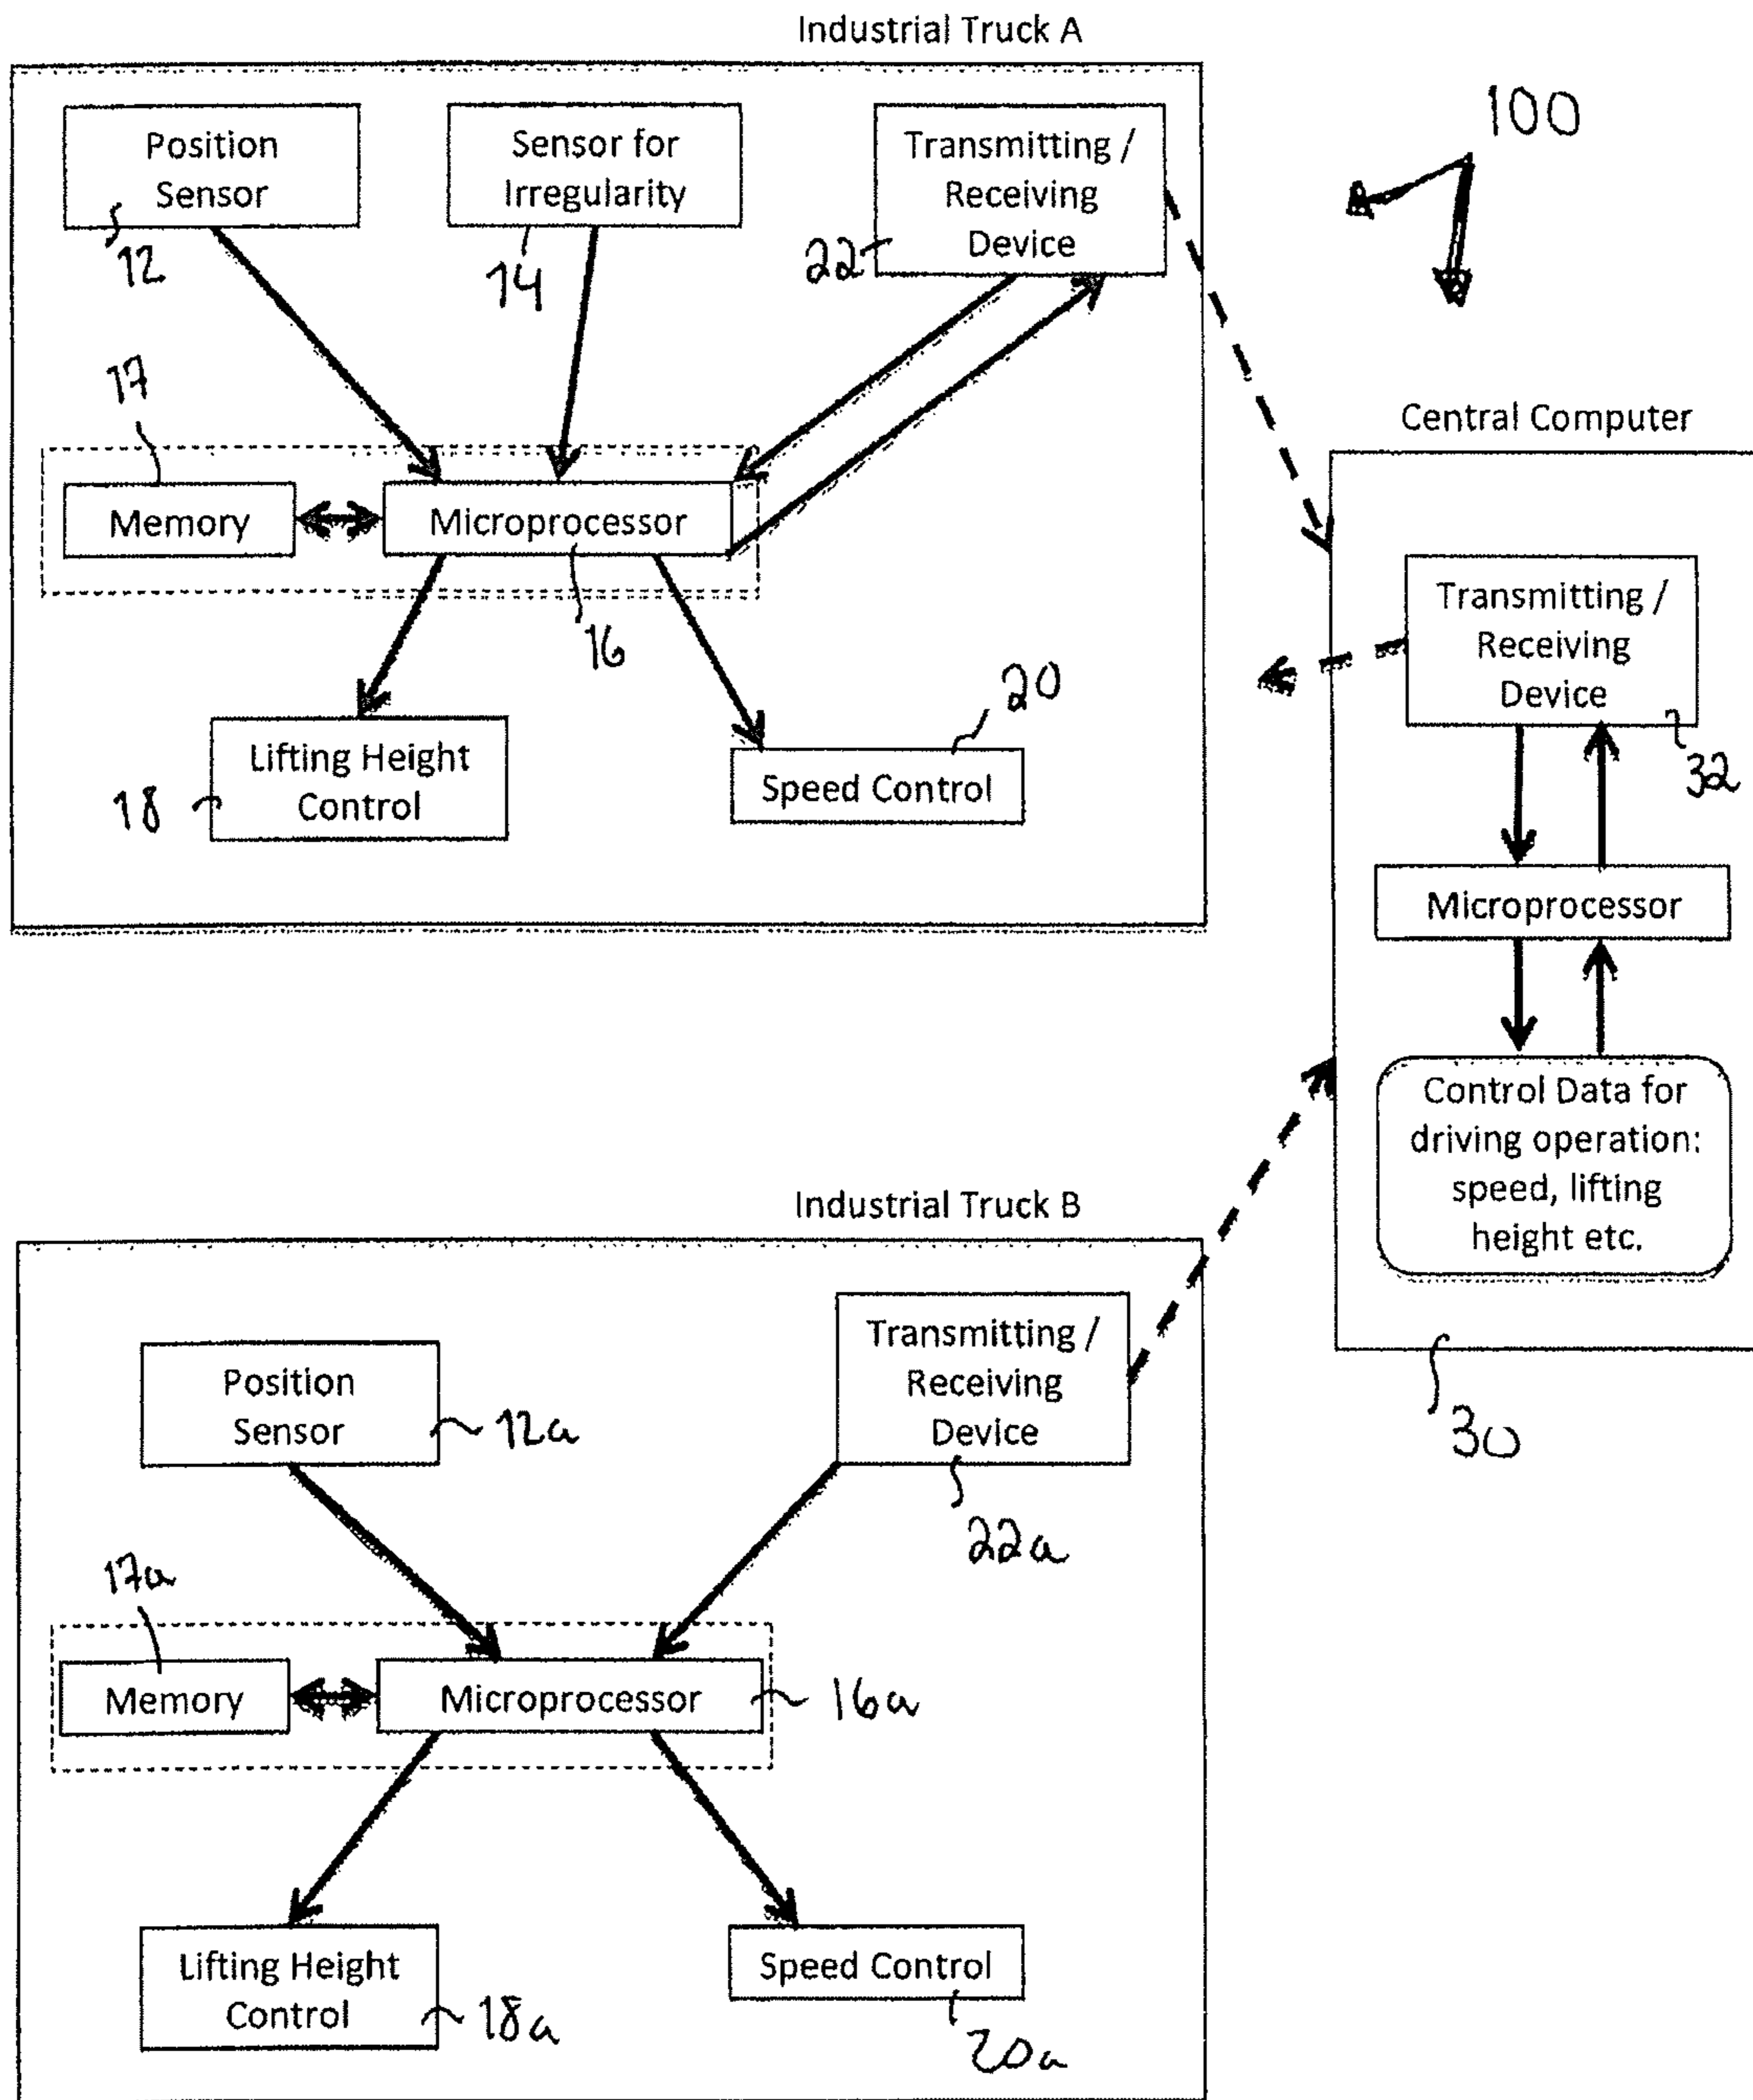 Industrial Truck A
100
Position
Sensor
12
Sensor for
Irregularity
14
Transmitting /
Receiving
Device
22
17
Memory
Microprocessor
16
Lifting Height
Control
18
20
Speed Control
Central Computer
Transmitting /
Receiving
Device
32
Microprocessor
Control Data for
driving operation:
speed, lifting
height etc.
30
Industrial Truck B
Position
Sensor
12a
Transmitting /
Receiving
Device
22a
17a
Memory
Microprocessor
16a
Lifting Height
Control
18a
Speed Control
20a